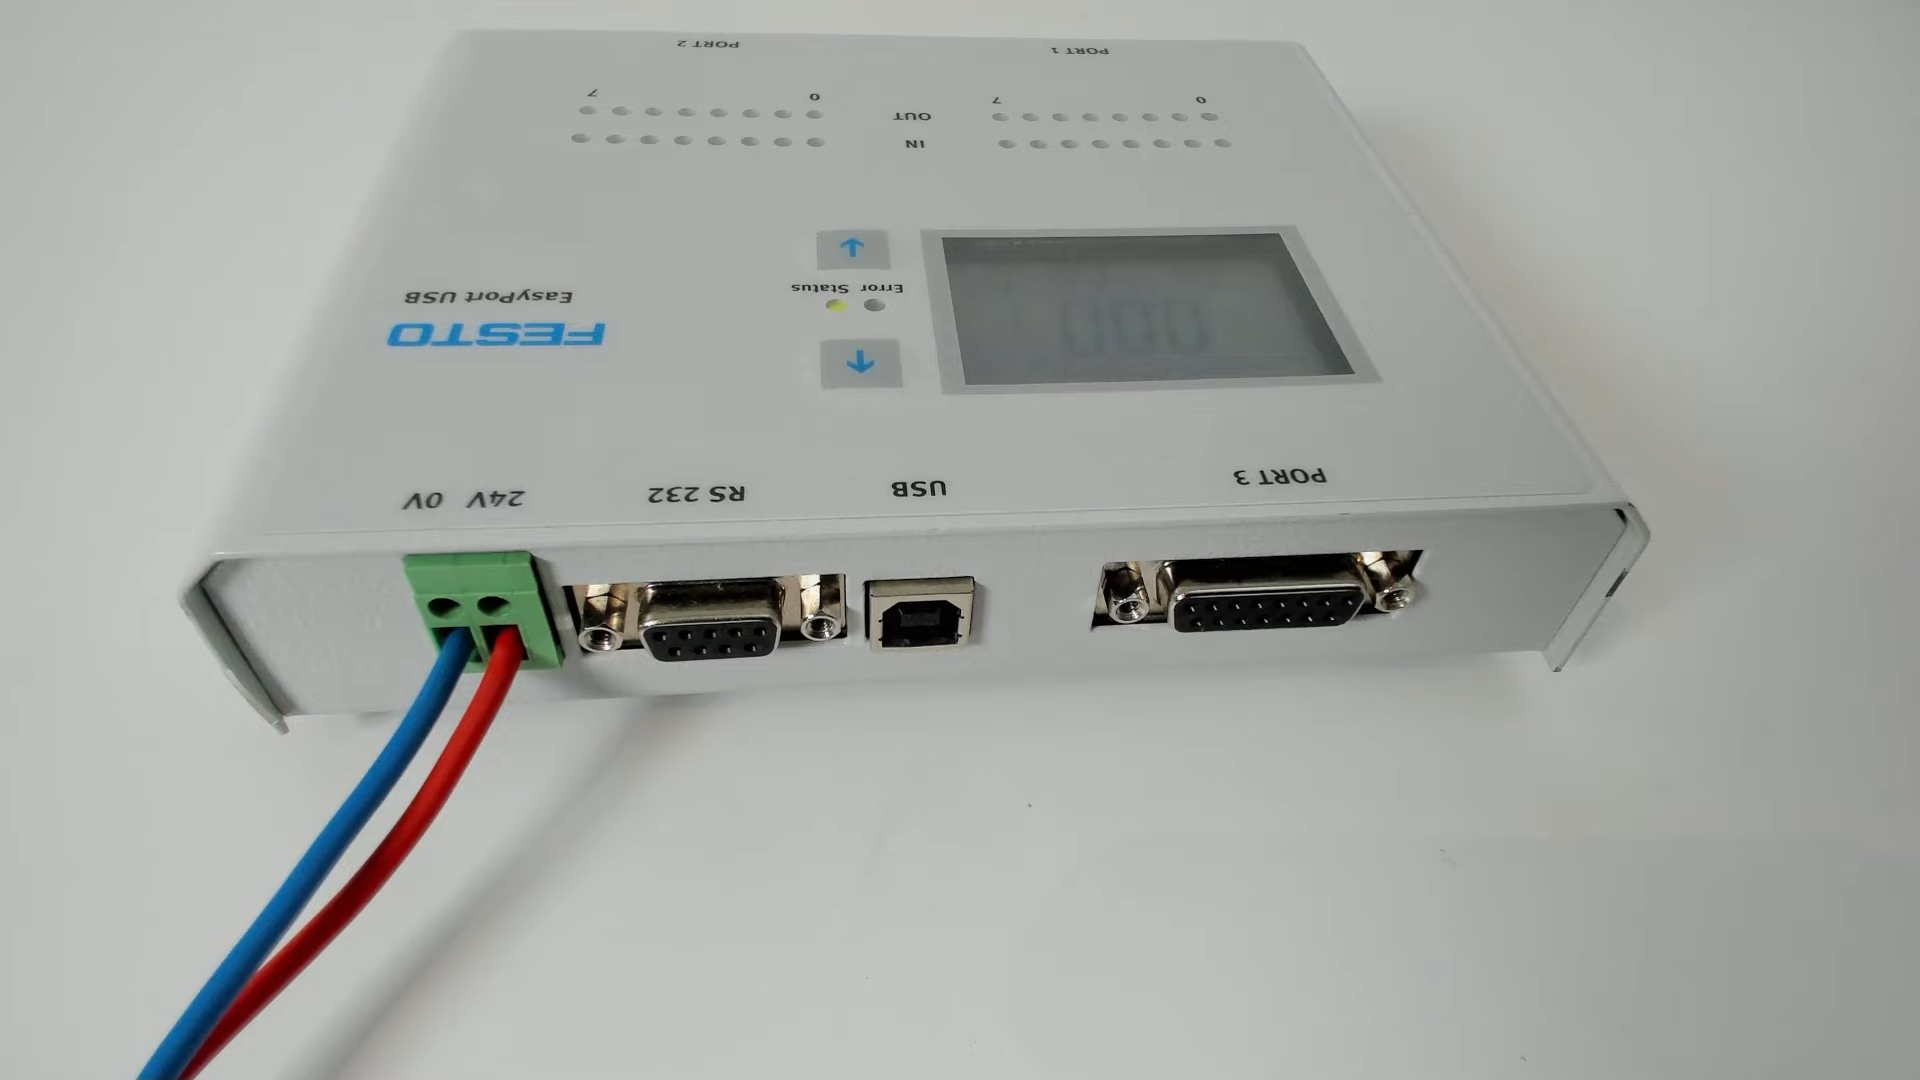 PORT 3
USB
RS 232
24V 0V
FESTO
EasyPort USB
Error Status
000
IN
OUT
0 7
0 7
PORT 1
PORT 2